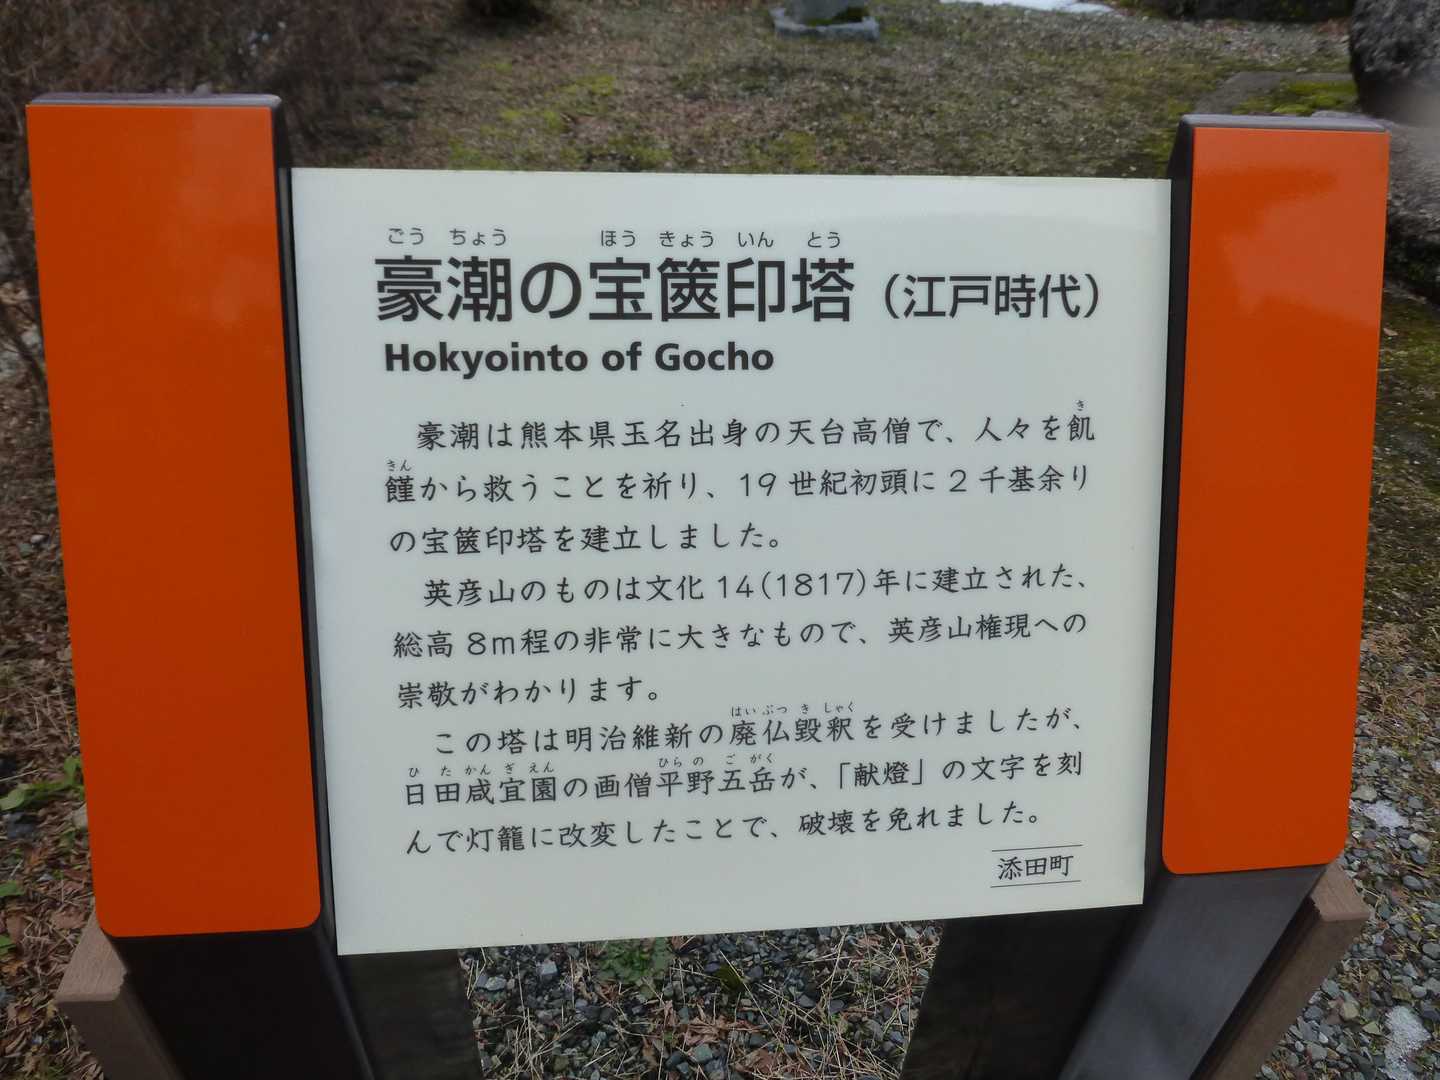 ごう ちょう ほう きょう いん とう
豪潮の宝篋印塔（江戸時代）
Hokyointo of Gocho
き
豪潮は熊本県玉名出身の天台高僧で、人々を飢
きん
饉から救うことを祈り、19世紀初頭に2千基余り
の宝篋印塔を建立しました。
英彦山のものは文化14(1817)年に建立された、
総高8m程の非常に大きなもので、英彦山権現への
崇敬がわかります。
はい ぶつ き しゃく
この塔は明治維新の廃仏毀釈を受けましたが、
ひ た かん ぎ えん ひら の ご がく
日田咸宜園の画僧平野五岳が、「献燈」の文字を刻
んで灯籠に改変したことで、破壊を免れました。
添田町